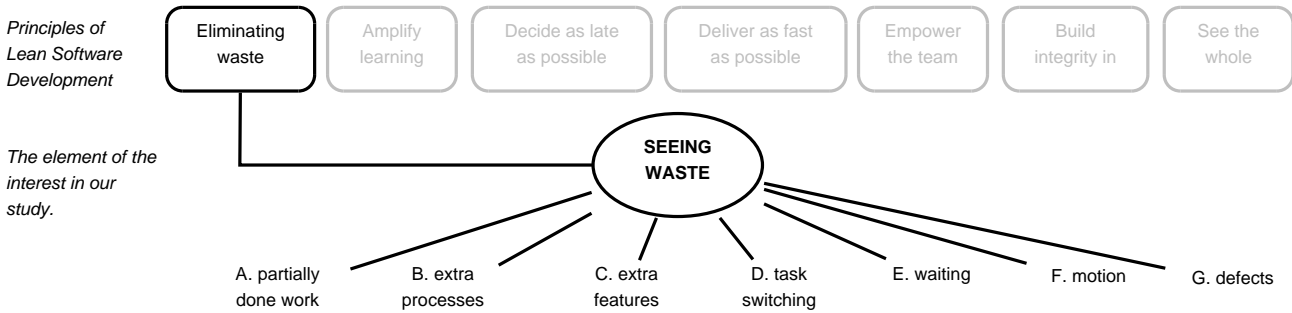 Principles of
Lean Software
Development
Eliminating
waste
Amplify
learning
Decide as late
as possible
Deliver as fast
as possible
Empower
the team
Build
integrity in
See the
whole
The element of the
interest in our
study.
SEEING
WASTE
A. partially
done work
B. extra
processes
C. extra
features
D. task
switching
E. waiting
F. motion
G. defects